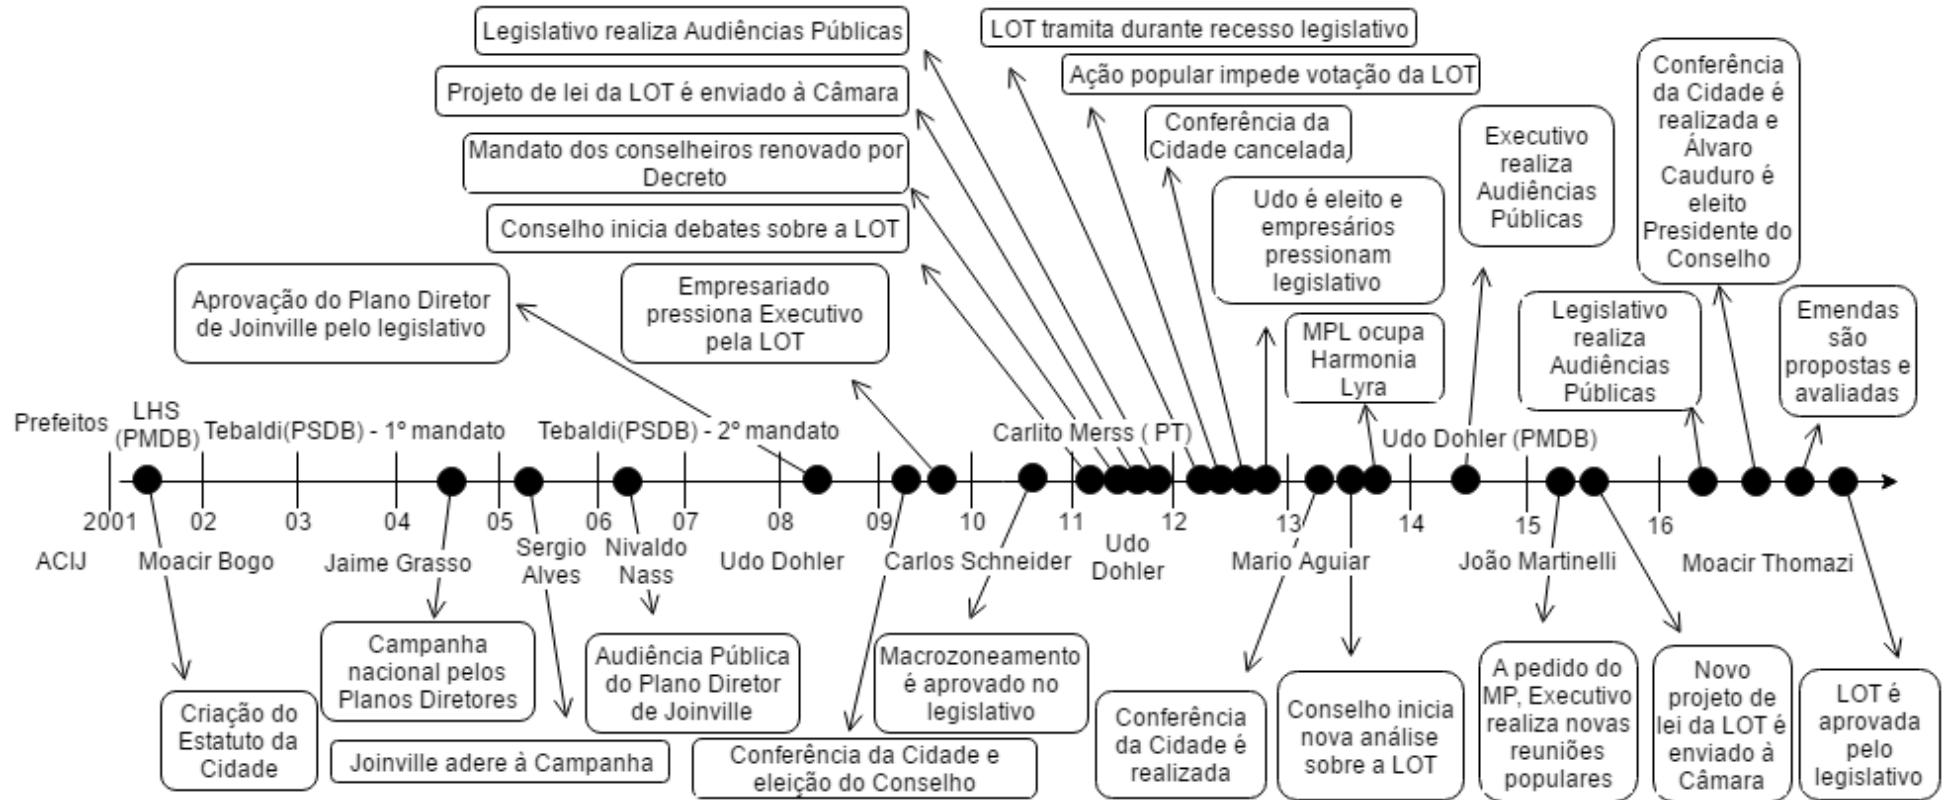 Legislativo realiza Audiências Públicas
Projeto de lei da LOT é enviado à Câmara
Mandato dos conselheiros renovado por
Decreto
Conselho inicia debates sobre a LOT
Aprovação do Plano Diretor
de Joinville pelo legislativo
Empresariado
pressiona Executivo
pela LOT
LOT tramita durante recesso legislativo
Ação popular impede votação da LOT
Conferência da
Cidade cancelada
Udo é eleito e
empresários
pressionam
legislativo
MPL ocupa
Harmonia
Lyra
Executivo
realiza
Audiências
Públicas
Legislativo
realiza
Audiências
Públicas
Conferência
da Cidade é
realizada e
Álvaro
Cauduro é
eleito
Presidente do
Conselho
Emendas
são
propostas e
avaliadas
Prefeitos
LHS
(PMDB)
Tebaldi(PSDB) - 1º mandato
Tebaldi(PSDB) - 2º mandato
Carlito Merss ( PT)
Udo Dohler (PMDB)
2001 02 03 04 05 06 07 08 09 10 11 12 13 14 15 16
ACIJ
Moacir Bogo
Jaime Grasso
Sergio
Alves
Nivaldo
Nass
Udo Dohler
Carlos Schneider
Udo
Dohler
Mario Aguiar
João Martinelli
Moacir Thomazi
Criação do
Estatuto da
Cidade
Campanha
nacional pelos
Planos Diretores
Joinville adere à Campanha
Audiência Pública
do Plano Diretor
de Joinville
Conferência da Cidade e
eleição do Conselho
Macrozoneamento
é aprovado no
legislativo
Conferência
da Cidade é
realizada
Conselho inicia
nova análise
sobre a LOT
A pedido do
MP, Executivo
realiza novas
reuniões
populares
Novo
projeto de
lei da LOT é
enviado à
Câmara
LOT é
aprovada
pelo
legislativo